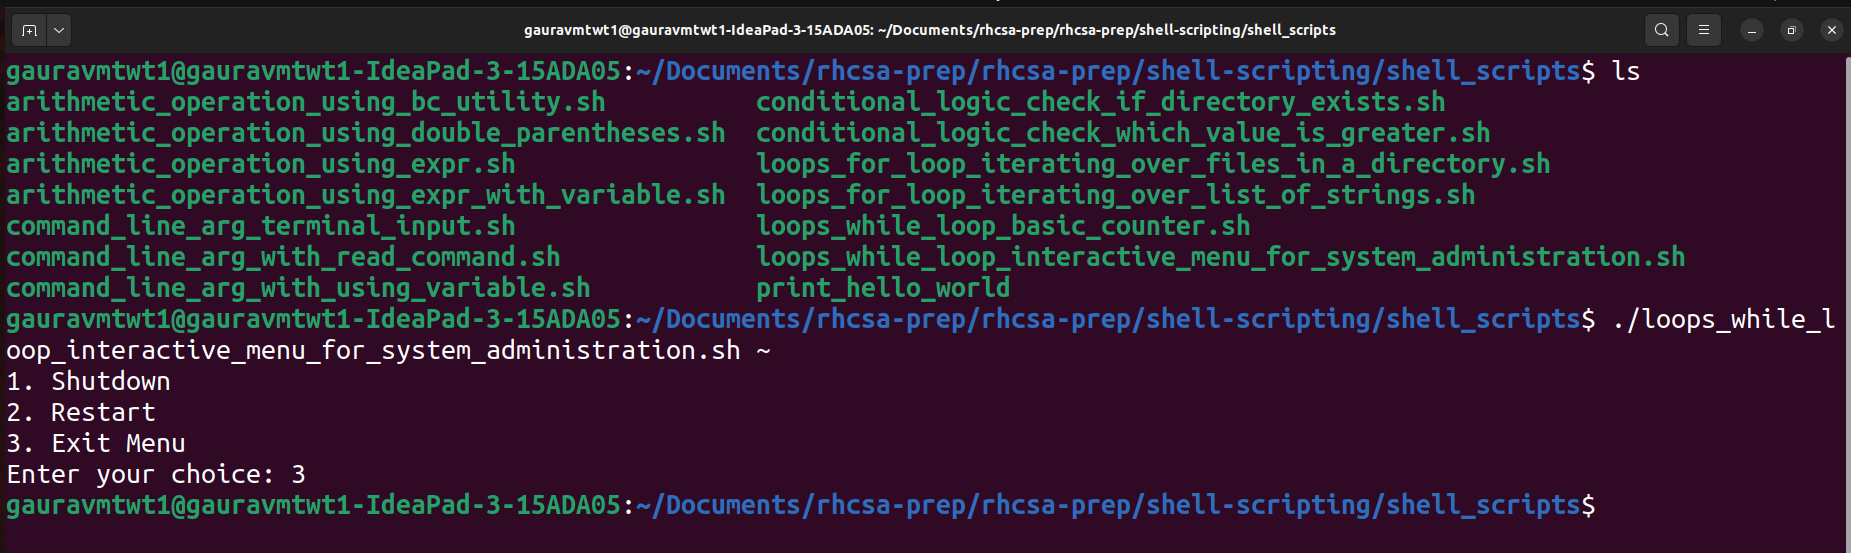 gauravmtwt1@gauravmtwt1-IdeaPad-3-15ADA05: ~/Documents/rhcsa-prep/rhcsa-prep/shell-scripting/shell_scripts
gauravmtwt1@gauravmtwt1-IdeaPad-3-15ADA05:~/Documents/rhcsa-prep/rhcsa-prep/shell-scripting/shell_scripts$ ls
arithmetic_operation_using_bc_utility.sh conditional_logic_check_if_directory_exists.sh
arithmetic_operation_using_double_parentheses.sh conditional_logic_check_which_value_is_greater.sh
arithmetic_operation_using_expr.sh loops_for_loop_iterating_over_files_in_a_directory.sh
arithmetic_operation_using_expr_with_variable.sh loops_for_loop_iterating_over_list_of_strings.sh
command_line_arg_terminal_input.sh loops_while_loop_basic_counter.sh
command_line_arg_with_read_command.sh loops_while_loop_interactive_menu_for_system_administration.sh
command_line_arg_with_using_variable.sh print_hello_world
gauravmtwt1@gauravmtwt1-IdeaPad-3-15ADA05:~/Documents/rhcsa-prep/rhcsa-prep/shell-scripting/shell_scripts$ ./loops_while_l
oop_interactive_menu_for_system_administration.sh ~
1. Shutdown
2. Restart
3. Exit Menu
Enter your choice: 3
gauravmtwt1@gauravmtwt1-IdeaPad-3-15ADA05:~/Documents/rhcsa-prep/rhcsa-prep/shell-scripting/shell_scripts$